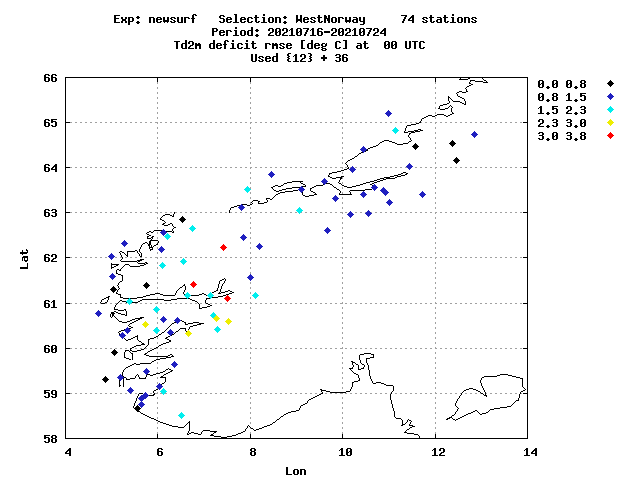 Exp: newsurf   Selection: WestNorway     74 stations
Period: 20210716-20210724
Td2m deficit rmse [deg C] at  00 UTC
Used {12} + 36
0.0 0.8
0.8 1.5
1.5 2.3
2.3 3.0
3.0 3.8
66
65
64
63
62
61
60
59
58
Lat
4 6 8 10 12 14
Lon